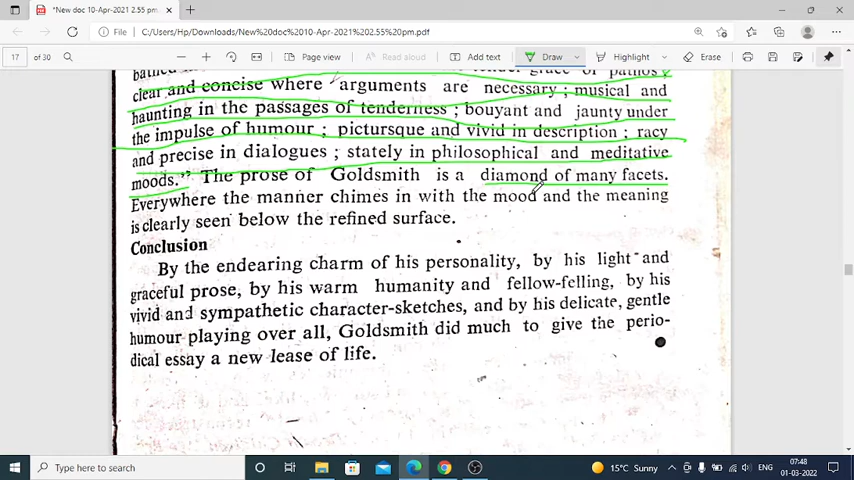 New doc 10-Apr-2021 2.55 pm
File C:/Users/Hp/Downloads/New%20doc%2010-Apr-2021%202.55%20pm.pdf
17 of 30 Page view Read aloud Add text Draw Highlight Erase
grace of pathos;
clear and concise where arguments are necessary; musical and
haunting in the passages of tenderness; bouyant and jaunty under
the impulse of humour; pictursque and vivid in description; racy
and precise in dialogues; stately in philosophical and meditative
moods." The prose of Goldsmith is a diamond of many facets.
Everywhere the manner chimes in with the mood and the meaning
is clearly seen below the refined surface.
Conclusion
By the endearing charm of his personality, by his light and
graceful prose, by his warm humanity and fellow-felling, by his
vivid and sympathetic character-sketches, and by his delicate, gentle
humour playing over all, Goldsmith did much to give the perio-
dical essay a new lease of life.
Type here to search 15°C Sunny ENG 07:48
01-03-2022